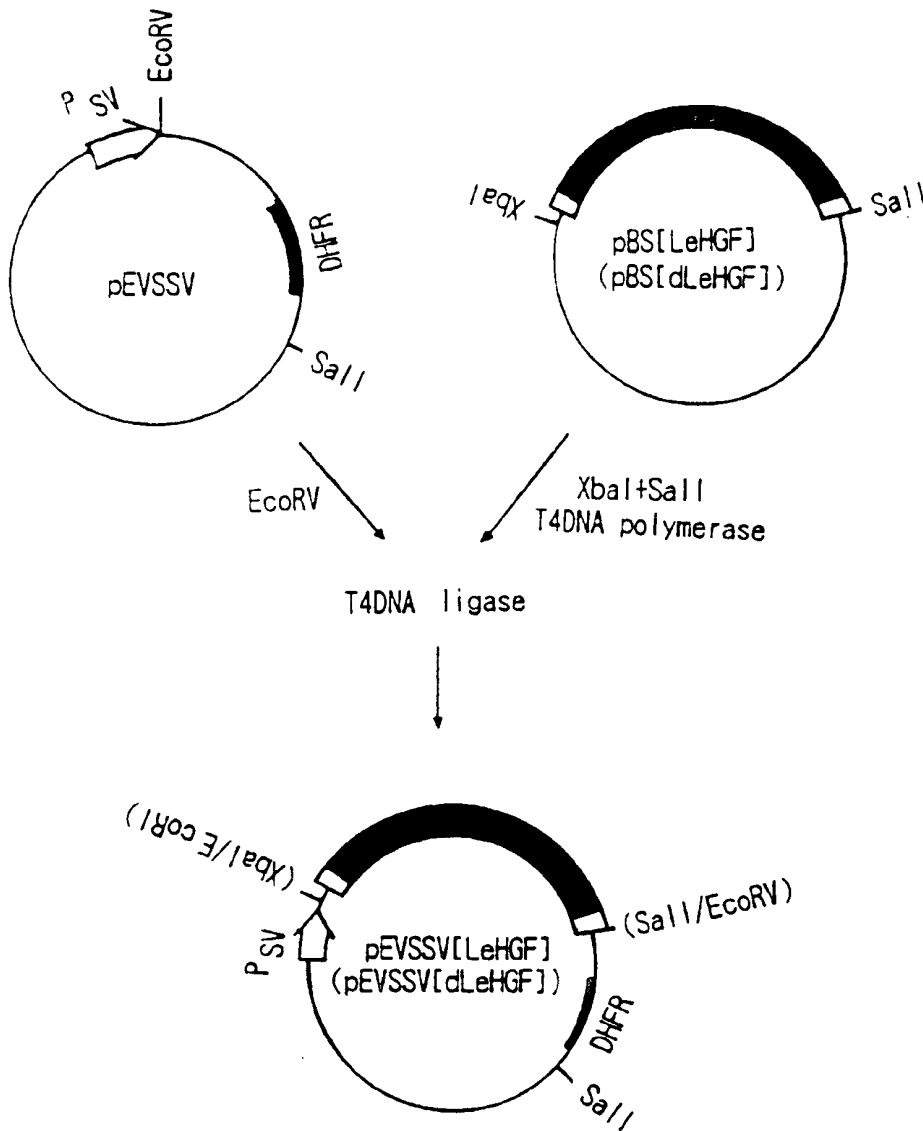 P SV
EcoRV
DHFR
pEVSSV
SalI
XbaI
pBS[LeHGF]
(pBS[dLeHGF])
SalI
EcoRV
XbaI+SalI
T4DNA polymerase
T4DNA ligase
(XbaI/EcoRI)
(SalI/EcoRV)
PSV
pEVSSV[LeHGF]
(pEVSSV[dLeHGF])
DHFR
SalI